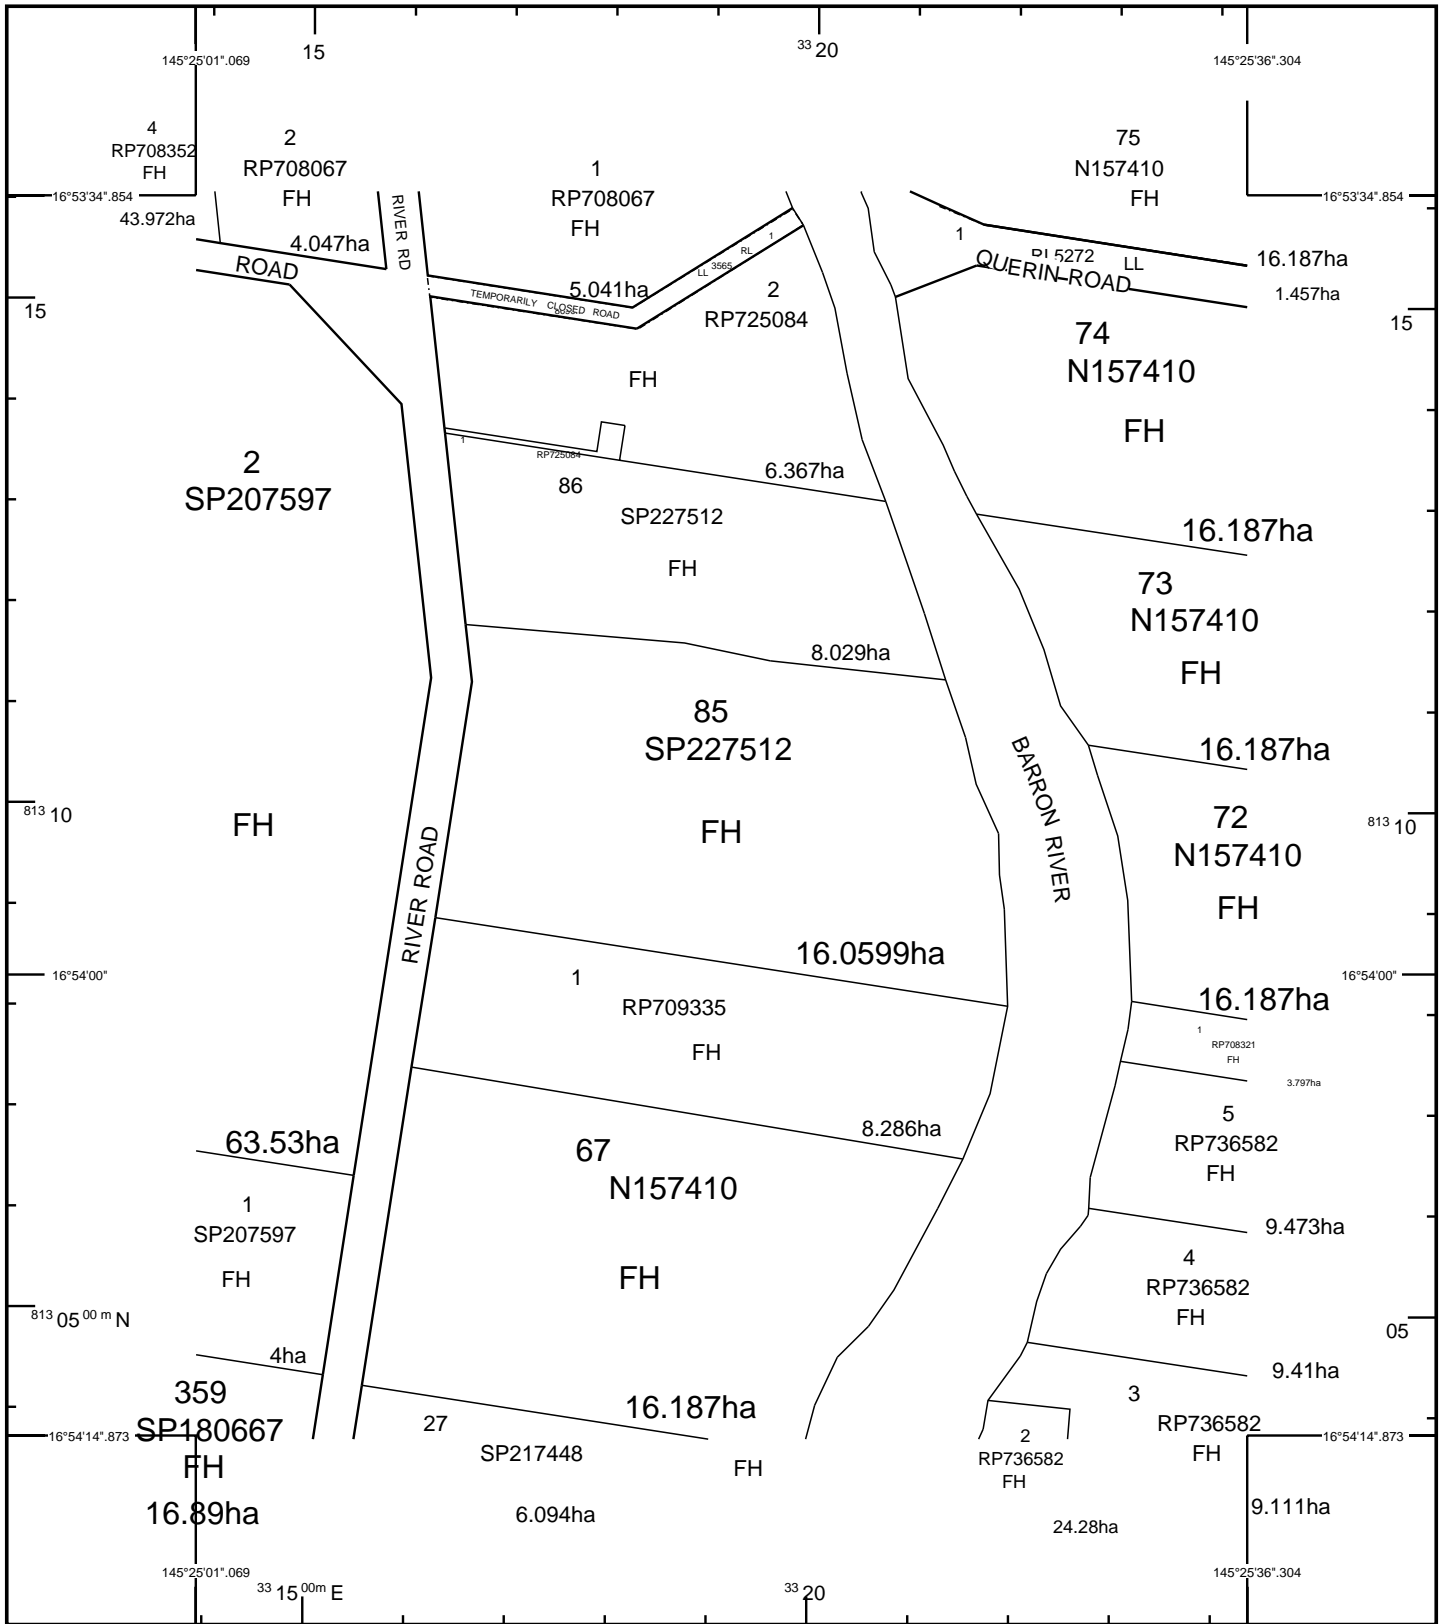 15
33 20
145°25'01".069
145°25'36".304
4
RP708352
FH
2
RP708067
FH
1
RP708067
FH
75
N157410
FH
16°53'34".854
16°53'34".854
43.972ha
4.047ha
RIVER RD
ROAD
5.041ha
TEMPORARILY CLOSED ROAD
LL 3565 RL 1
1
LL
QUERIN ROAD
16.187ha
1.457ha
2
RP725084
FH
15
15
74
N157410
FH
2
SP207597
FH
1
RP725084
6.367ha
86
SP227512
FH
16.187ha
73
N157410
FH
8.029ha
85
SP227512
FH
16.187ha
BARRON RIVER
72
N157410
FH
813 10
813 10
RIVER ROAD
16.0599ha
16°54'00"
16°54'00"
1
RP709335
FH
16.187ha
1
RP708321
FH
3.797ha
63.53ha
8.286ha
5
RP736582
FH
67
N157410
FH
1
SP207597
FH
9.473ha
4
RP736582
FH
813 05 00 m N
05
4ha
9.41ha
359
SP180667
FH
16.89ha
16.187ha
27
SP217448
FH
6.094ha
3
RP736582
FH
9.111ha
2
RP736582
FH
24.28ha
16°54'14".873
16°54'14".873
145°25'01".069
145°25'36".304
33 15 00m E
33 20